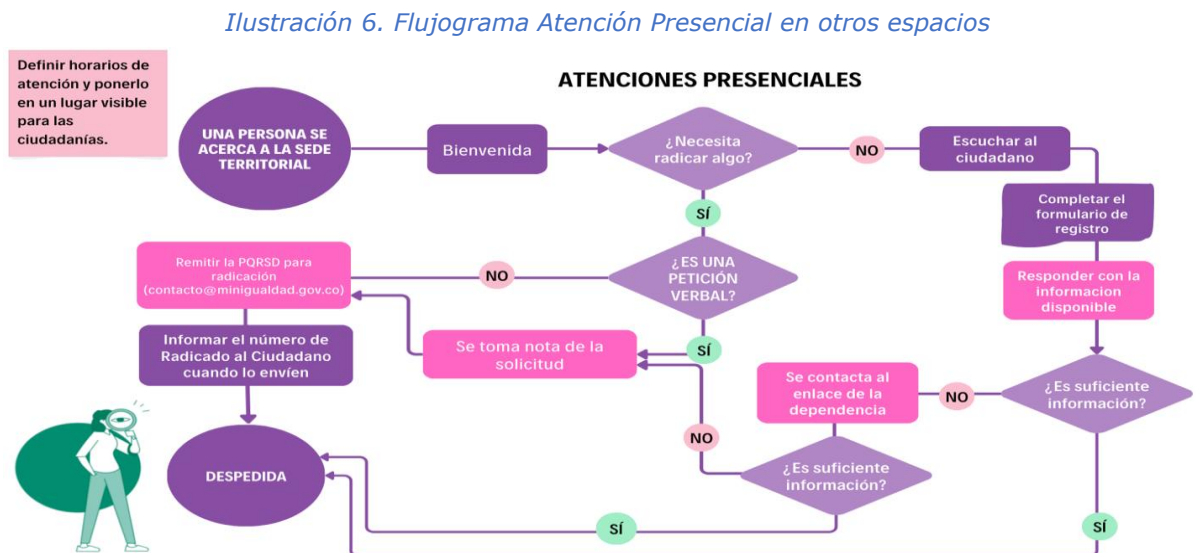 Ilustración 6. Flujograma Atención Presencial en otros espacios
Definir horarios de
atención y ponerlo
en un lugar visible
para las
ciudadanías.
ATENCIONES PRESENCIALES
UNA PERSONA SE
ACERCA A LA SEDE
TERRITORIAL
Bienvenida
¿Necesita
radicar algo?
NO
Escuchar al
ciudadano
Completar el
formulario de
registro
SÍ
Remitir la PQRSD para
radicación
(contacto@minigualdad.gov.co)
NO
¿ES UNA
PETICIÓN
VERBAL?
Responder con la
informacion
disponible
Informar el número de
Radicado al Ciudadano
cuando lo envíen
Se toma nota de la
solicitud
SÍ
Se contacta al
enlace de la
dependencia
NO
¿Es suficiente
información?
NO
DESPEDIDA
¿Es suficiente
información?
SÍ
SÍ